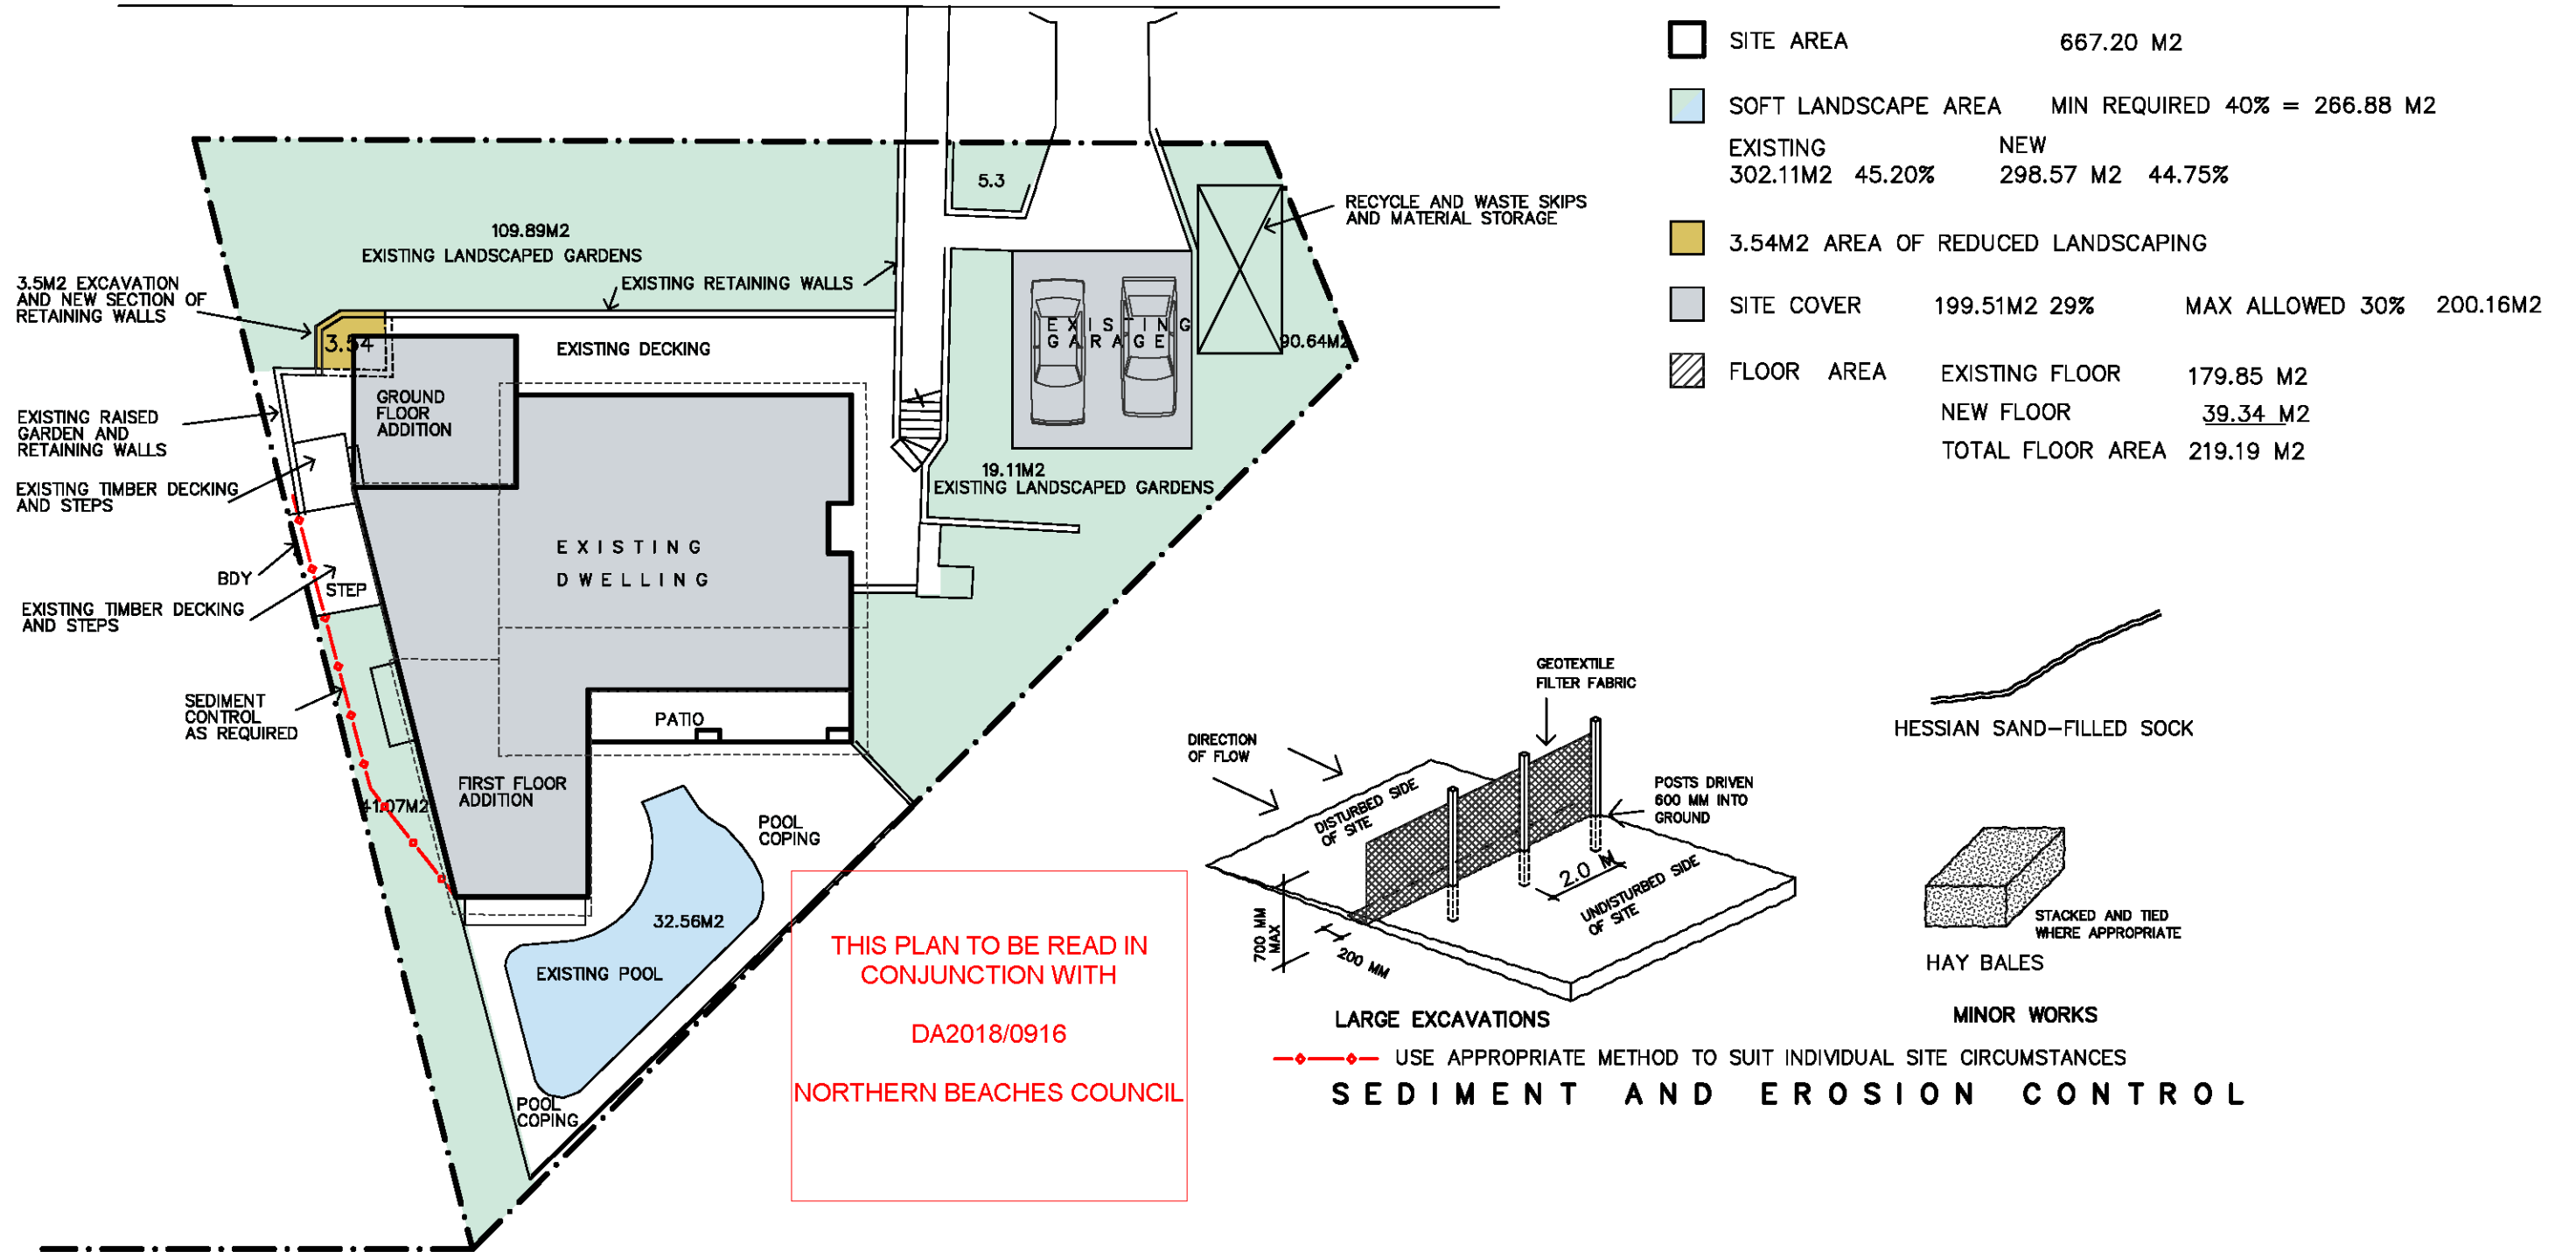 SITE AREA 667.20 M2
SOFT LANDSCAPE AREA MIN REQUIRED 40% = 266.88 M2
EXISTING NEW
302.11M2 45.20% 298.57 M2 44.75%
3.54M2 AREA OF REDUCED LANDSCAPING
SITE COVER 199.51M2 29% MAX ALLOWED 30% 200.16M2
FLOOR AREA EXISTING FLOOR 179.85 M2
NEW FLOOR 39.34 M2
TOTAL FLOOR AREA 219.19 M2
5.3
RECYCLE AND WASTE SKIPS
AND MATERIAL STORAGE
109.89M2
EXISTING LANDSCAPED GARDENS
EXISTING RETAINING WALLS
3.5M2 EXCAVATION
AND NEW SECTION OF
RETAINING WALLS
3.54
EXISTING DECKING
EXISTING
GARAGE
90.64M2
GROUND
FLOOR
ADDITION
EXISTING RAISED
GARDEN AND
RETAINING WALLS
19.11M2
EXISTING LANDSCAPED GARDENS
EXISTING TIMBER DECKING
AND STEPS
EXISTING
DWELLING
BDY
STEP
EXISTING TIMBER DECKING
AND STEPS
SEDIMENT
CONTROL
AS REQUIRED
PATIO
FIRST FLOOR
ADDITION
41.07M2
POOL
COPING
32.56M2
EXISTING POOL
POOL
COPING
THIS PLAN TO BE READ IN
CONJUNCTION WITH
DA2018/0916
NORTHERN BEACHES COUNCIL
GEOTEXTILE
FILTER FABRIC
DIRECTION
OF FLOW
DISTURBED SIDE
OF SITE
POSTS DRIVEN
600 MM INTO
GROUND
2.0 M
UNDISTURBED SIDE
OF SITE
700 MM
MAX
200 MM
LARGE EXCAVATIONS
HESSIAN SAND-FILLED SOCK
STACKED AND TIED
WHERE APPROPRIATE
HAY BALES
MINOR WORKS
USE APPROPRIATE METHOD TO SUIT INDIVIDUAL SITE CIRCUMSTANCES
SEDIMENT AND EROSION CONTROL